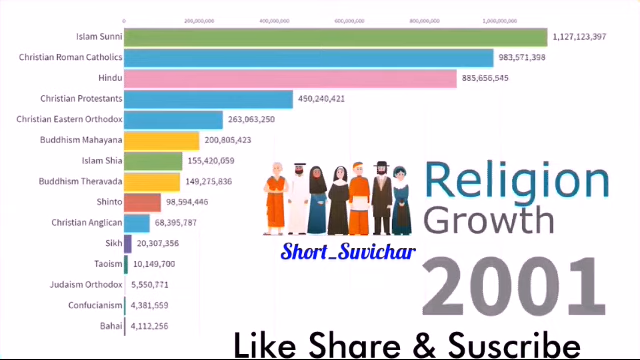 0 200,000,000 400,000,000 600,000,000 800,000,000 1,000,000,000
Islam Sunni 1,127,123,397
Christian Roman Catholics 983,571,398
Hindu 885,656,545
Christian Protestants 450,240,421
Christian Eastern Orthodox 263,063,250
Buddhism Mahayana 200,805,423
Islam Shia 155,420,059
Buddhism Theravada 149,275,836
Shinto 98,594,446
Christian Anglican 68,395,787
Sikh 20,307,356
Taoism 10,149,700
Judaism Orthodox 5,550,771
Confucianism 4,381,559
Bahai 4,112,256
Religion
Growth
Short_Suvichar
2001
Like Share & Suscribe